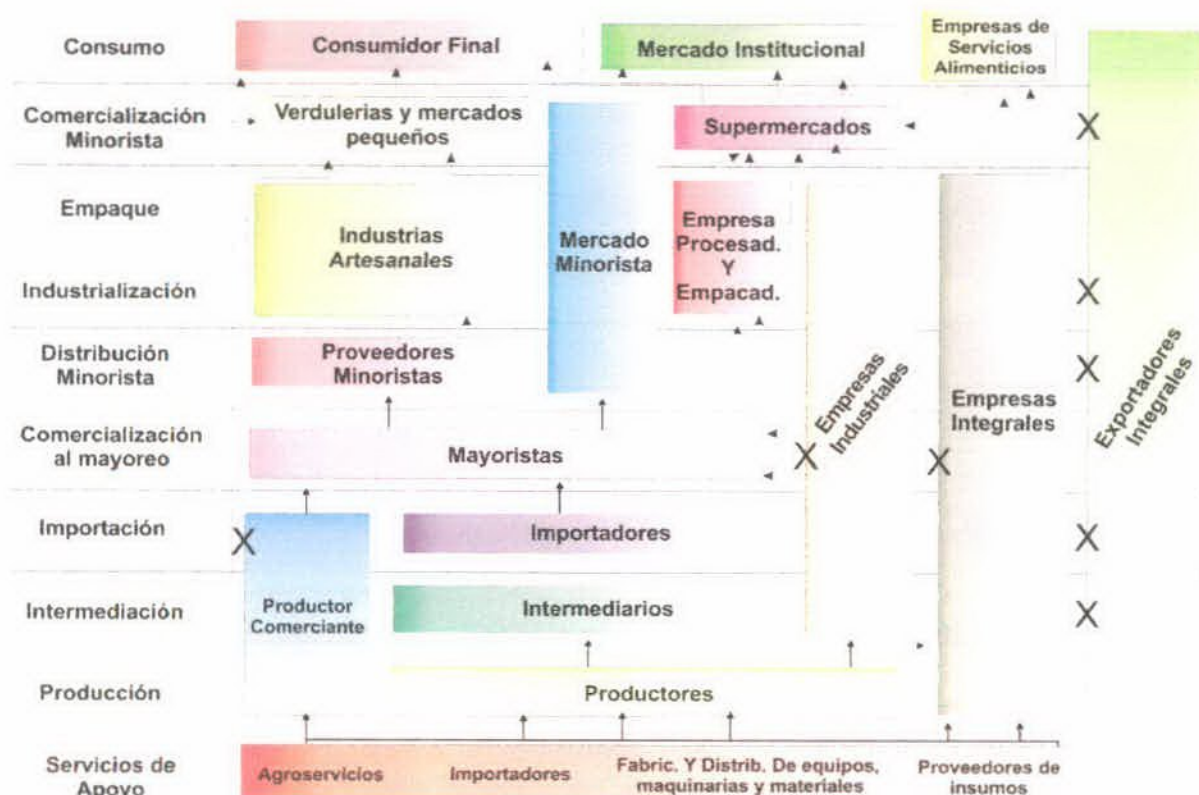 Consumo
Consumidor Final
Mercado Institucional
Empresas de
Servicios
Alimenticios
Comercialización
Minorista
Verdulerias y mercados
pequeños
Supermercados
X
Empaque
Industrialización
Industrias
Artesanales
Mercado
Minorista
Empresa
Procesad.
Y
Empacad.
X
Distribución
Minorista
Proveedores
Minoristas
Empresas
Industriales
Empresas
Integrales
X
Exportadores
Integrales
Comercialización
al mayoreo
Mayoristas
X
X
Importación
X
Importadores
X
Intermediación
Productor
Comerciante
Intermediarios
X
Producción
Productores
Servicios de
Apoyo
Agroservicios
Importadores
Fabric. Y Distrib. De equipos,
maquinarias y materiales
Proveedores de
insumos